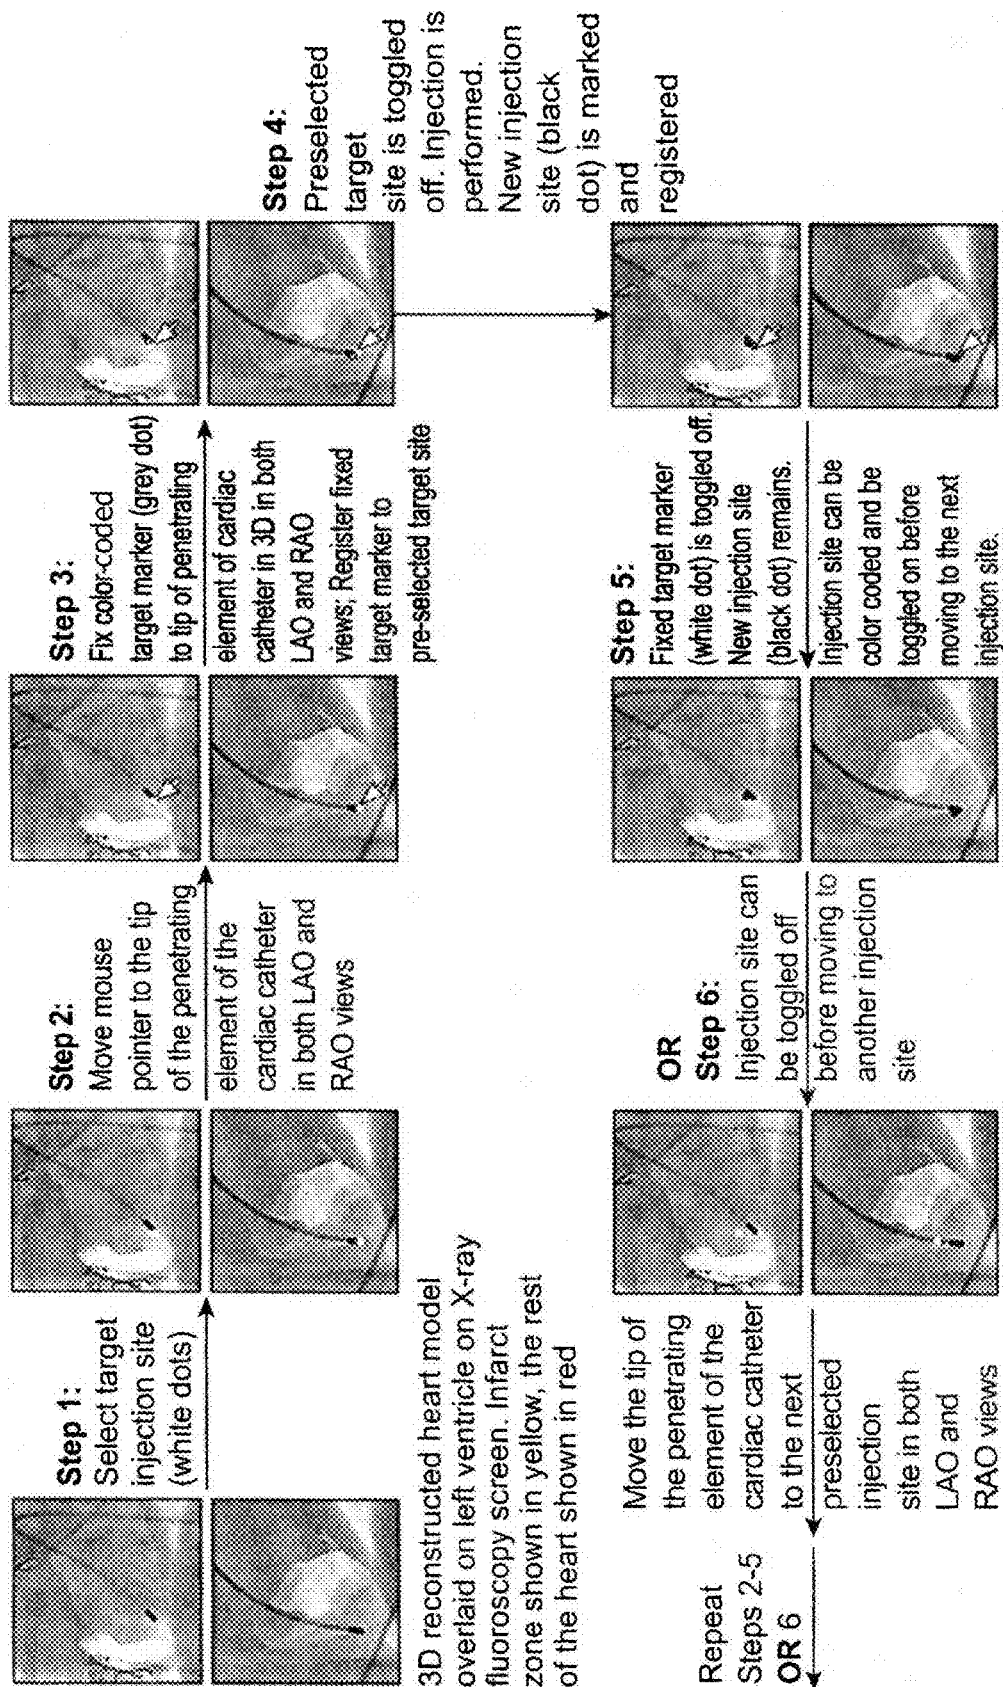 Step 1:
Select target
injection site
(white dots)
3D reconstructed heart model
overlaid on left ventricle on X-ray
fluoroscopy screen. Infarct
zone shown in yellow, the rest
of the heart shown in red
Step 2:
Move mouse
pointer to the tip
of the penetrating
element of the
cardiac catheter
in both LAO and
RAO views
Step 3:
Fix color-coded
target marker (grey dot)
to tip of penetrating
element of cardiac
catheter in 3D in both
LAO and RAO
views; Register fixed
target marker to
pre-selected target site
Step 4:
Preselected
target
site is toggled
off. Injection is
performed.
New injection
site (black
dot) is marked
and
registered
Step 5:
Fixed target marker
(white dot) is toggled off.
New injection site
(black dot) remains.
Injection site can be
color coded and be
toggled on before
moving to the next
injection site.
OR
Step 6:
Injection site can
be toggled off
before moving to
another injection
site
Move the tip of
the penetrating
element of the
cardiac catheter
to the next
preselected
injection
site in both
LAO and
RAO views
Repeat
Steps 2-5
OR 6